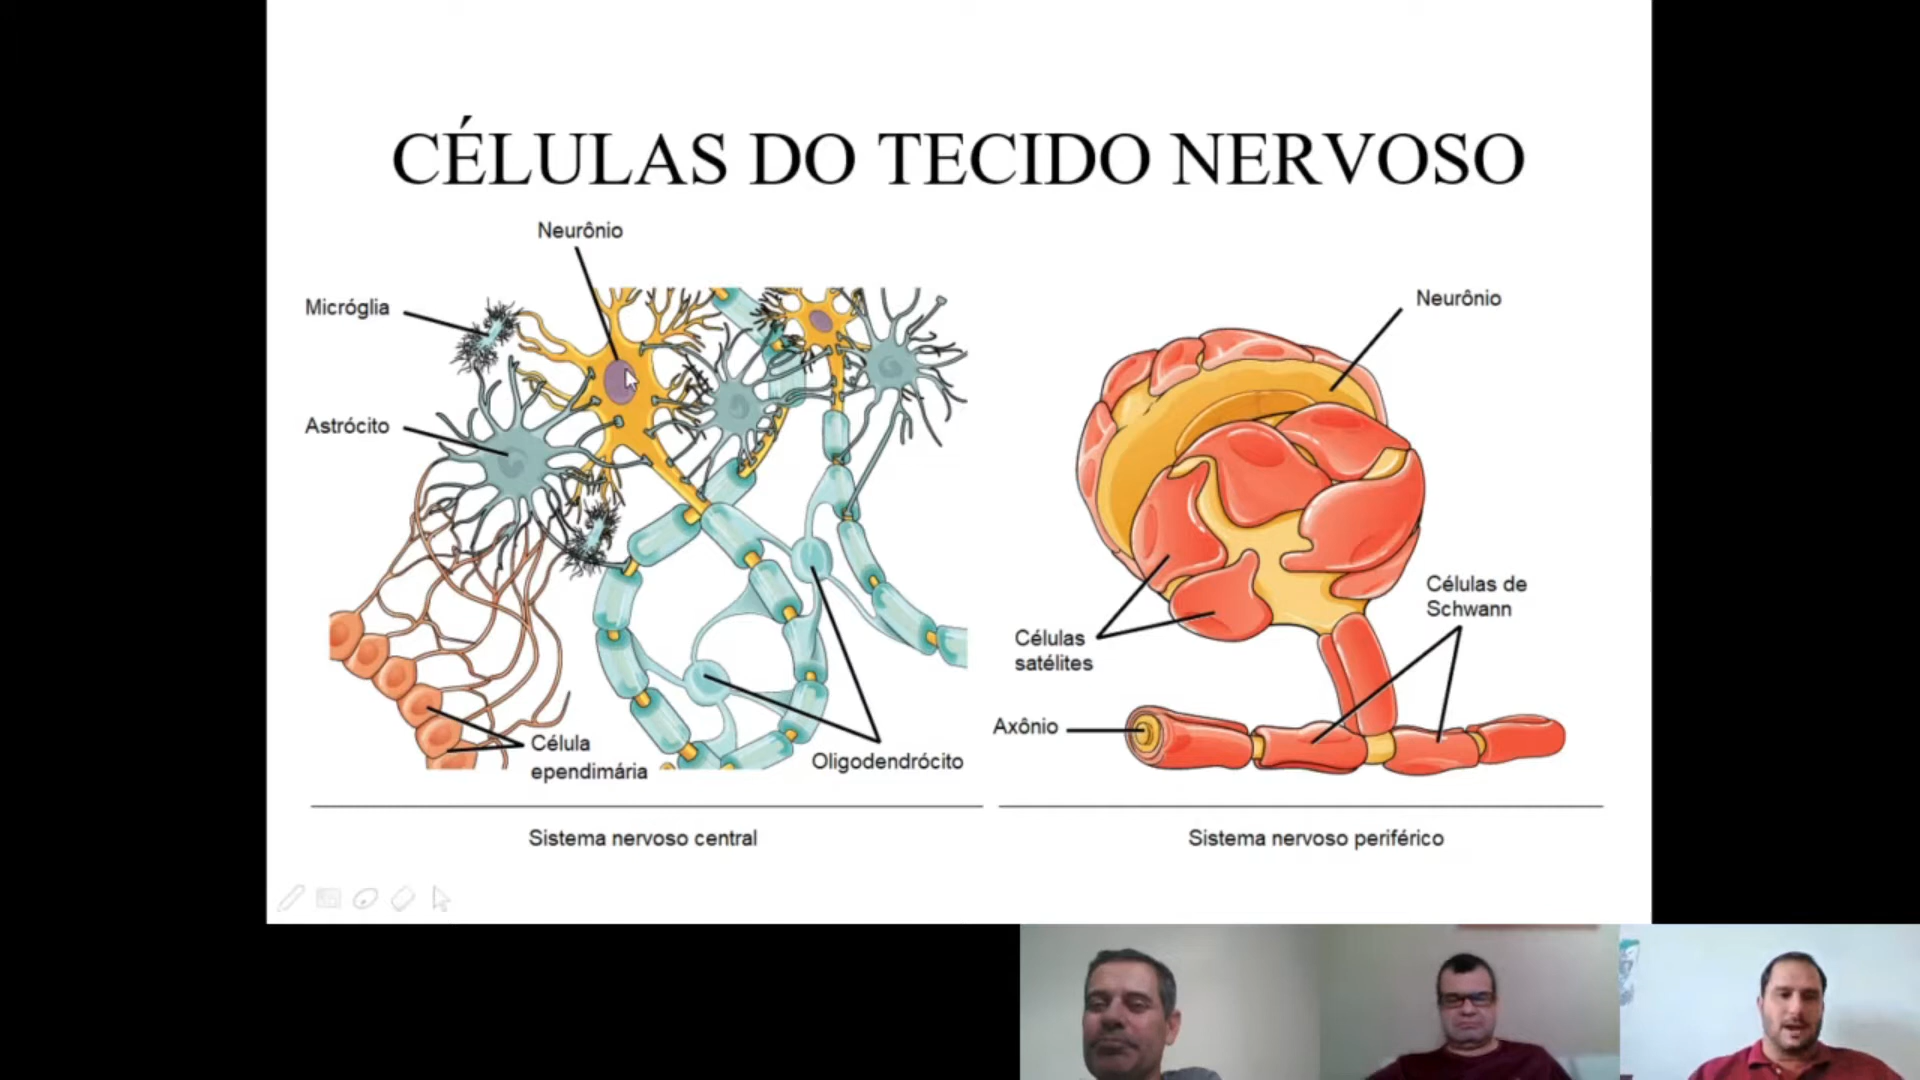 CÉLULAS DO TECIDO NERVOSO
Neurônio
Micróglia
Astrócito
Célula
ependimária
Oligodendrócito
Sistema nervoso central
Neurônio
Células de
Schwann
Células
satélites
Axônio
Sistema nervoso periférico